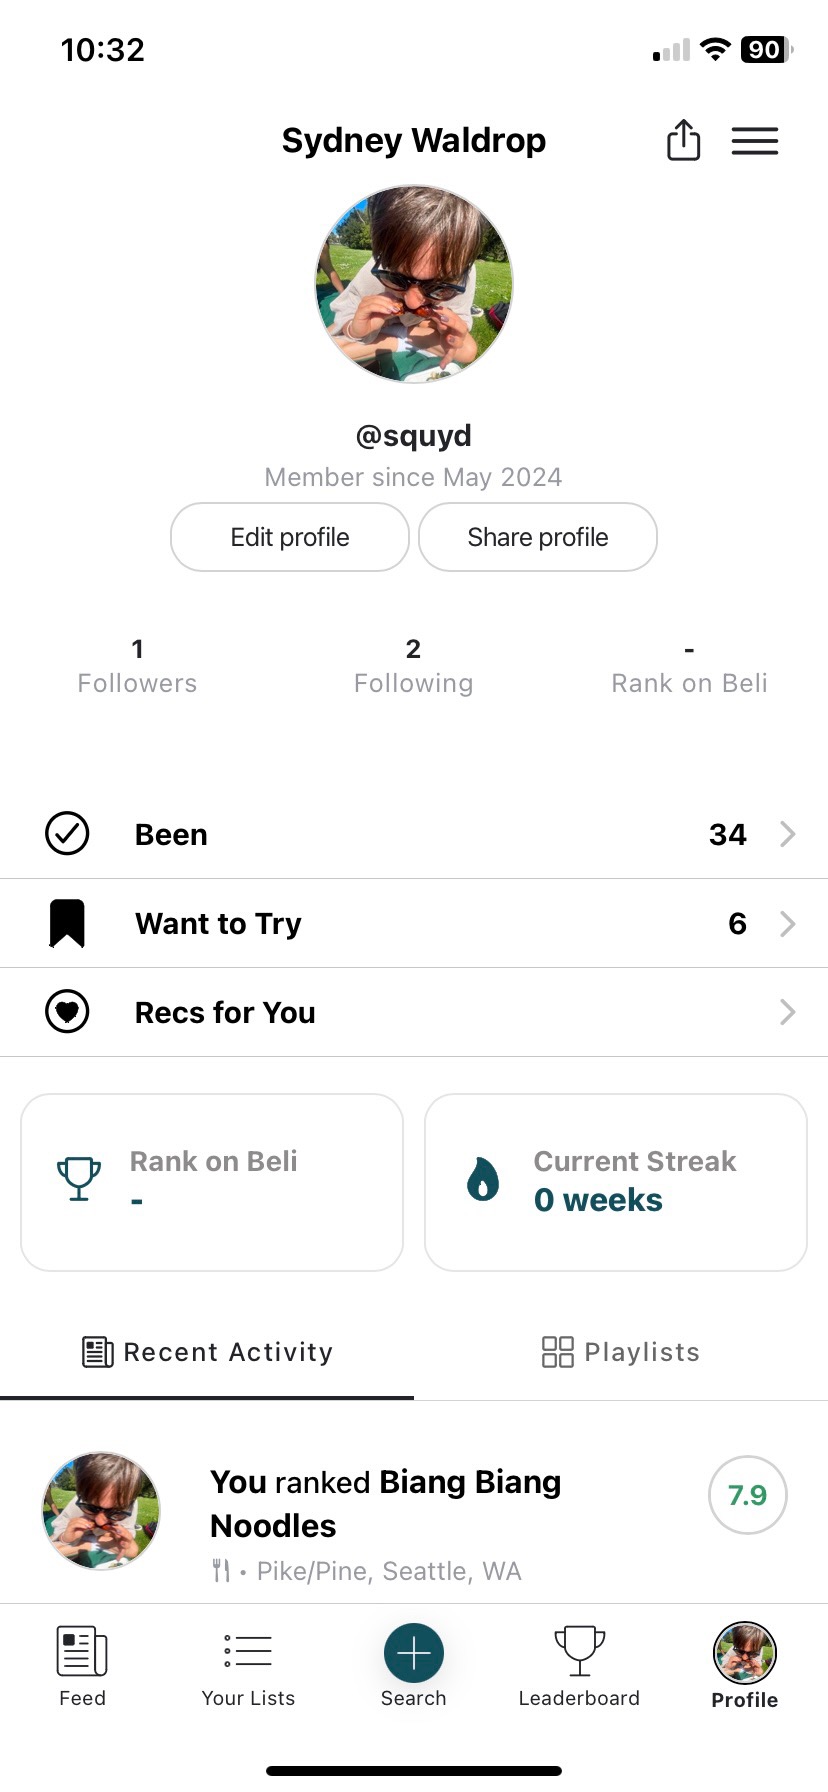 10:32
90
Sydney Waldrop
@squyd
Member since May 2024
Edit profile
Share profile
1
Followers
2
Following
-
Rank on Beli
Been
34
Want to Try
6
Recs for You
Rank on Beli
-
Current Streak
0 weeks
Recent Activity
Playlists
You ranked Biang Biang
Noodles
7.9
• Pike/Pine, Seattle, WA
Feed
Your Lists
Search
Leaderboard
Profile